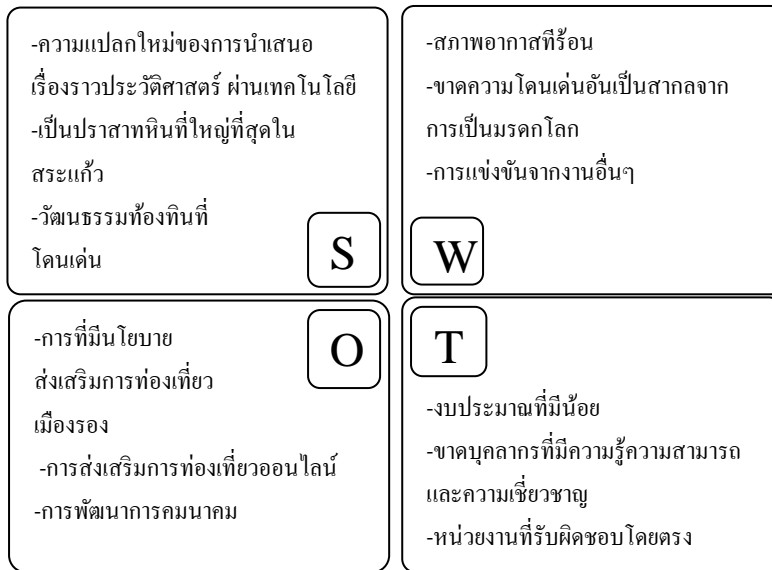 -ความแปลกใหม่ของการนำเสนอ
เรื่องราวประวัติศาสตร์ ผ่านเทคโนโลยี
-เป็นปราสาทหินที่ใหญ่ที่สุดใน
สระแก้ว
-วัฒนธรรมท้องทินที่
โดนเด่น
S
-สภาพอากาสทีร้อน
-ขาดความโดนเด่นอันเป็นสากลจาก
การเป็นมรดกโลก
-การแข่งขันจากงานอื่นๆ
W
-การที่มีนโยบาย
ส่งเสริมการท่องเที่ยว
เมืองรอง
-การส่งเสริมการท่องเที่ยวออนไลน์
-การพัฒนาการคมนาคม
O
T
-งบประมาณที่มีน้อย
-ขาดบุคลากรที่มีความรู้ความสามารถ
และความเชี่ยวชาญ
-หน่วยงานที่รับผิดชอบโดยตรง